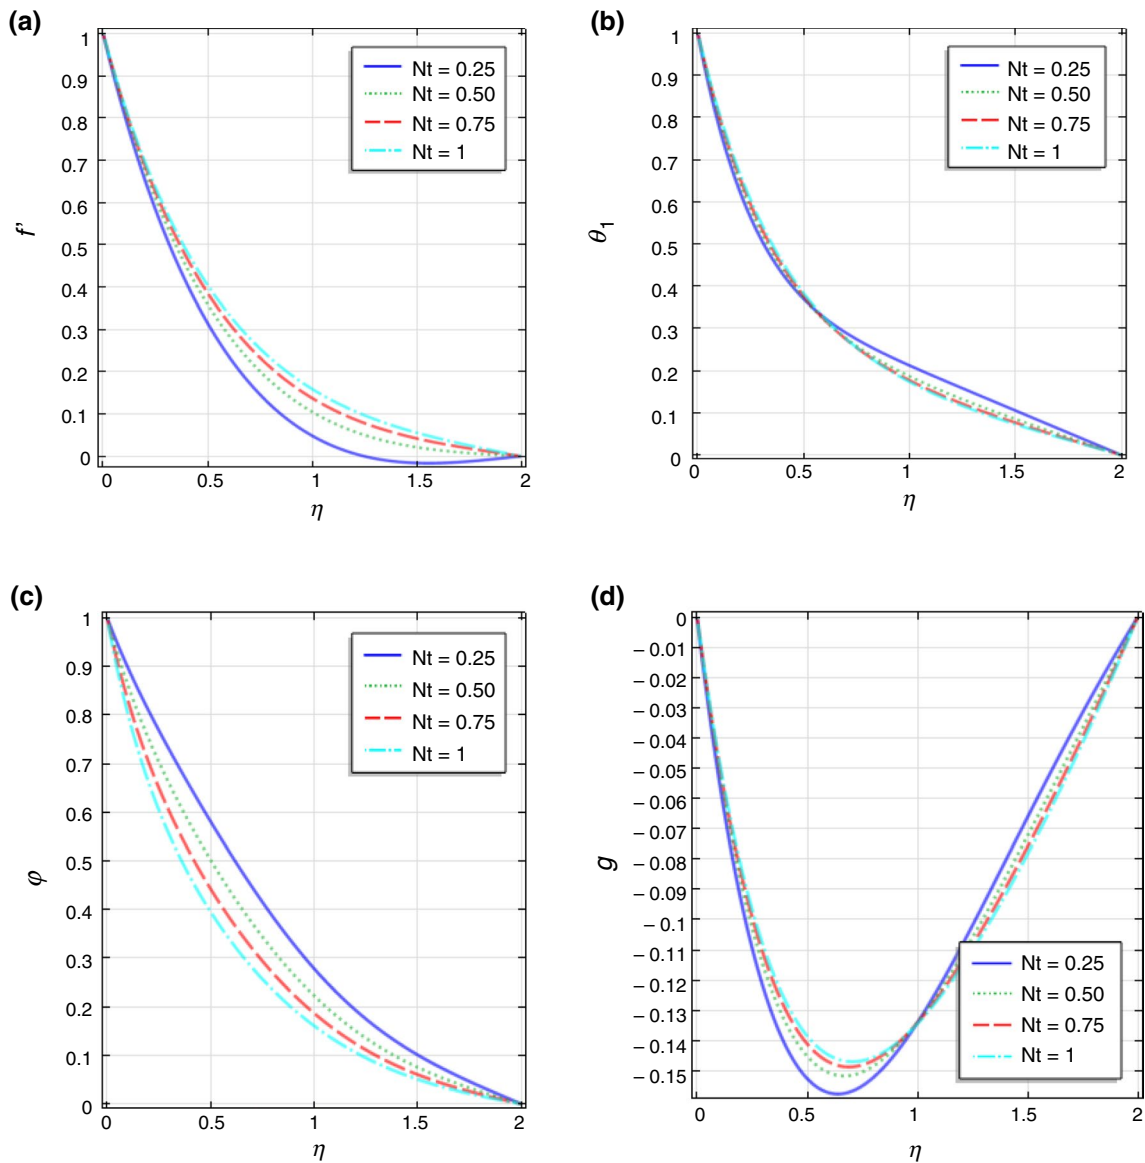 (a)
1
0.9
0.8
0.7
0.6
0.5
0.4
0.3
0.2
0.1
0
f'
0 0.5 1 1.5 2
η
Nt = 0.25
Nt = 0.50
Nt = 0.75
Nt = 1
(b)
1
0.9
0.8
0.7
0.6
0.5
0.4
0.3
0.2
0.1
0
θ1
0 0.5 1 1.5 2
η
Nt = 0.25
Nt = 0.50
Nt = 0.75
Nt = 1
(c)
1
0.9
0.8
0.7
0.6
0.5
0.4
0.3
0.2
0.1
0
φ
0 0.5 1 1.5 2
η
Nt = 0.25
Nt = 0.50
Nt = 0.75
Nt = 1
(d)
0
−0.01
−0.02
−0.03
−0.04
−0.05
−0.06
−0.07
−0.08
−0.09
−0.1
−0.11
−0.12
−0.13
−0.14
−0.15
g
0 0.5 1 1.5 2
η
Nt = 0.25
Nt = 0.50
Nt = 0.75
Nt = 1